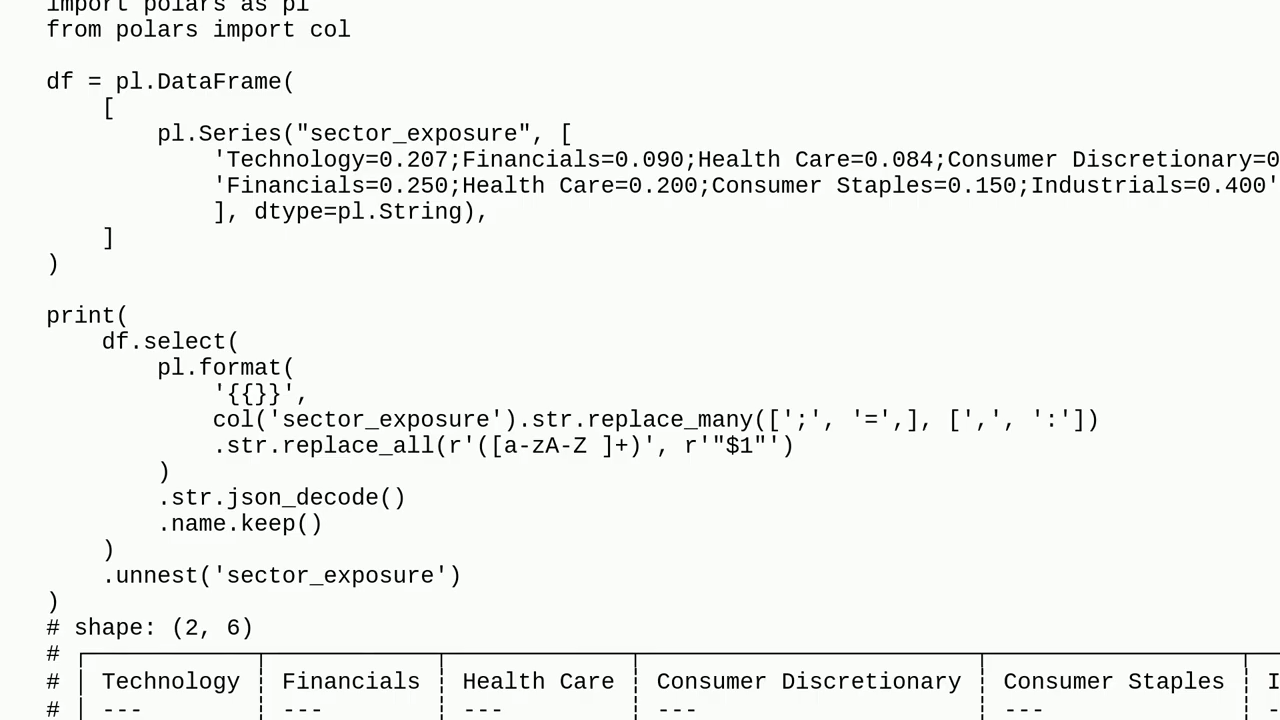 import polars as pl
from polars import col
df = pl.DataFrame(
[
pl.Series("sector_exposure", [
'Technology=0.207;Financials=0.090;Health Care=0.084;Consumer Discretionary=0
'Financials=0.250;Health Care=0.200;Consumer Staples=0.150;Industrials=0.400'
], dtype=pl.String),
]
)
print(
df.select(
pl.format(
'{{}}',
col('sector_exposure').str.replace_many([';', '=',], [',', ':'])
.str.replace_all(r'([a-zA-Z ]+)', r'"$1"')
)
.str.json_decode()
.name.keep()
)
.unnest('sector_exposure')
)
# shape: (2, 6)
# ┌────────────┬────────────┬─────────────┬────────────────────────┬──────────────────┬──
# │ Technology ┆ Financials ┆ Health Care ┆ Consumer Discretionary ┆ Consumer Staples ┆ I
# │ --- ┆ --- ┆ --- ┆ --- ┆ --- ┆ -